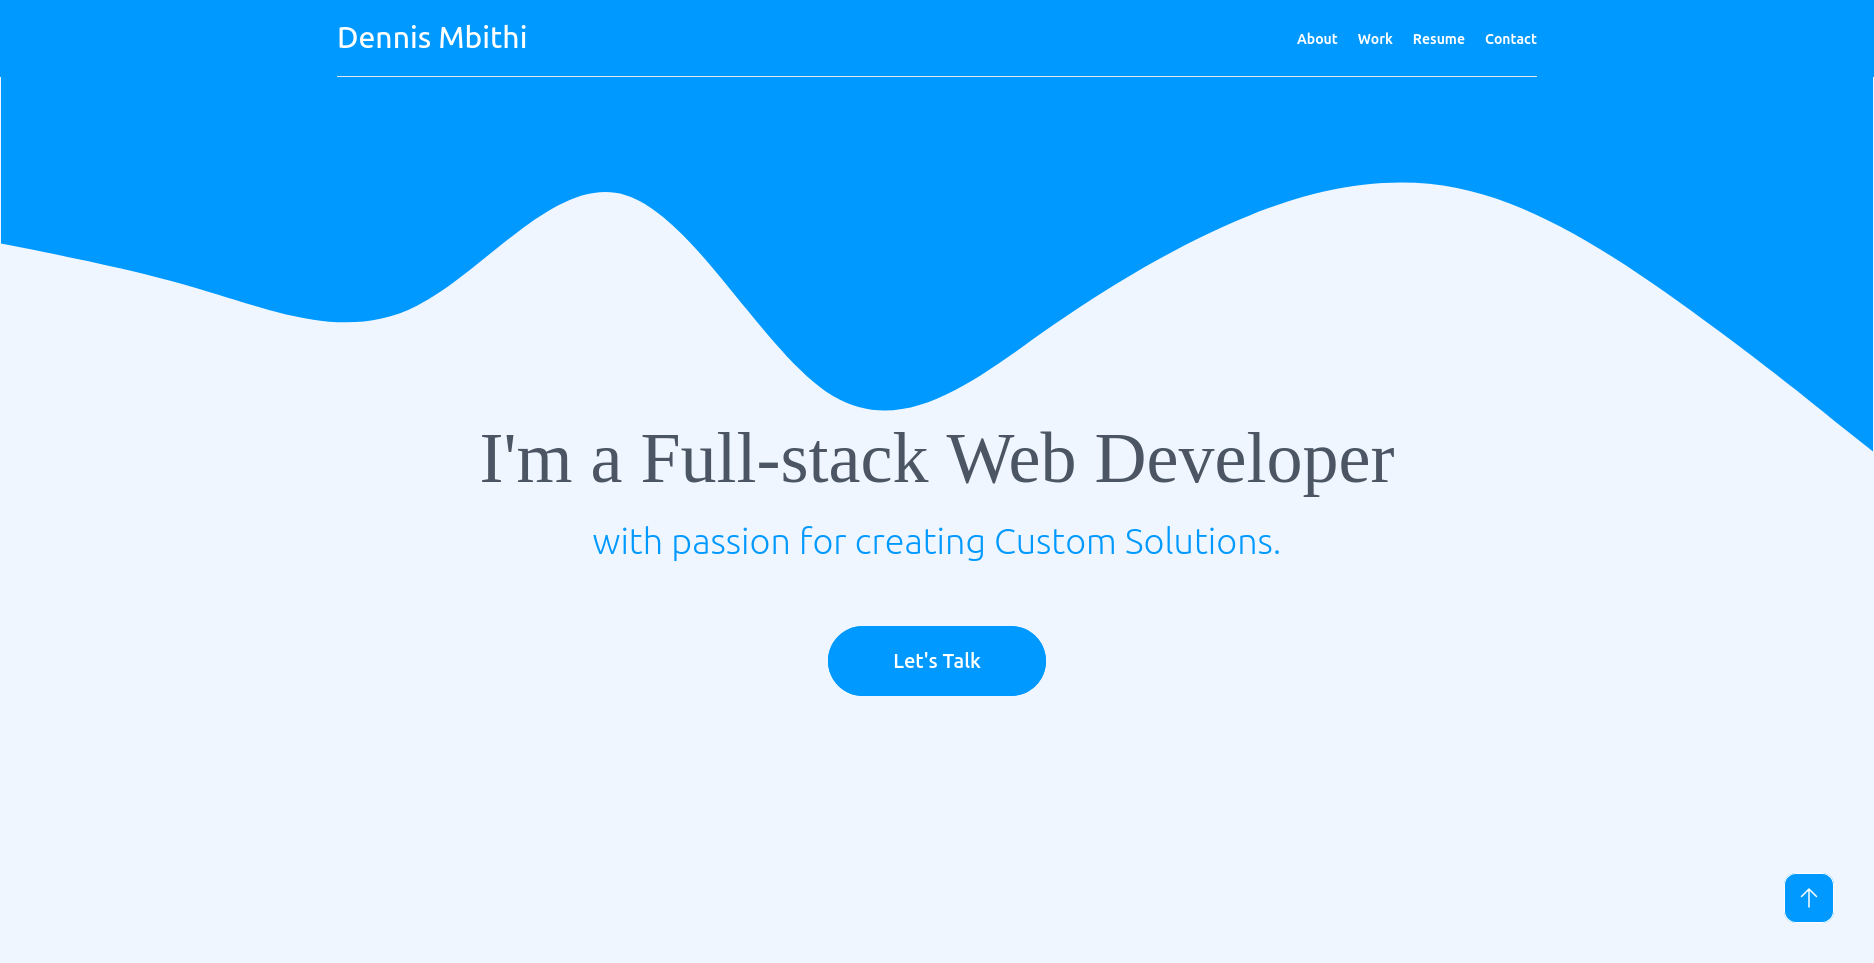 Dennis Mbithi
About Work Resume Contact
I'm a Full-stack Web Developer
with passion for creating Custom Solutions.
Let's Talk